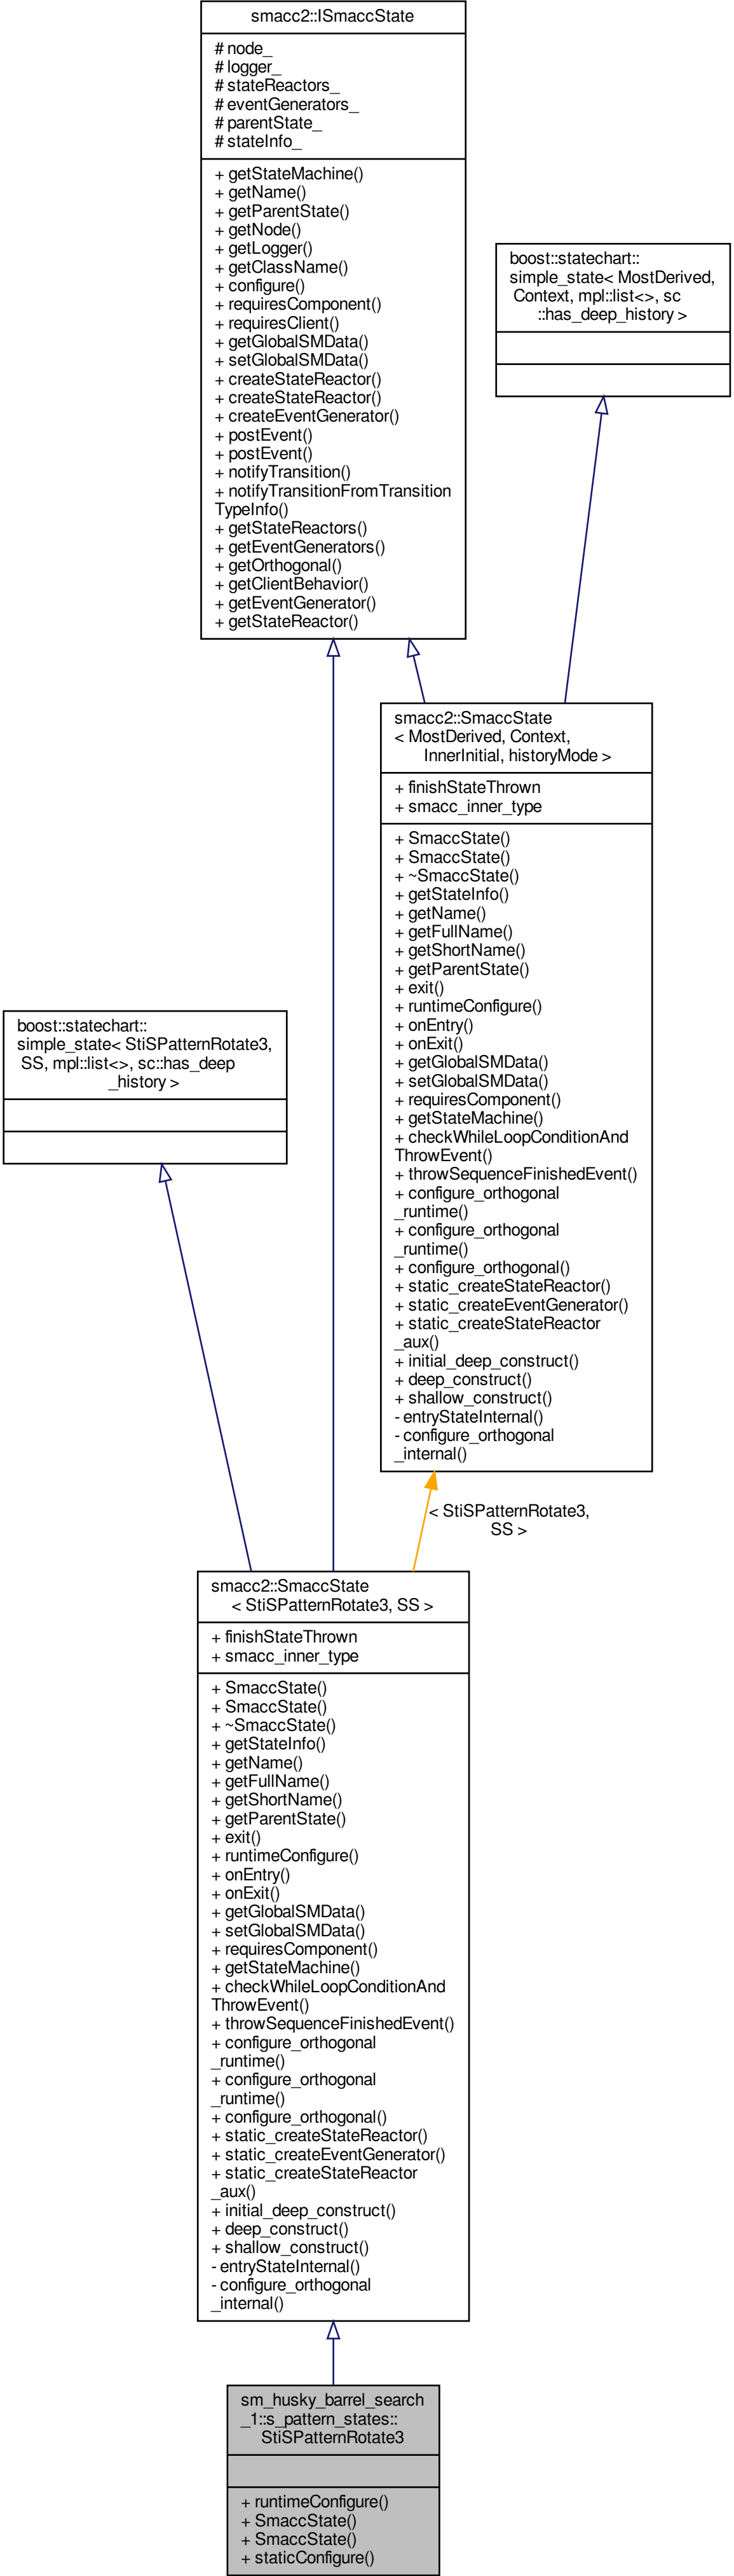 smacc2::ISmaccState
# node_
# logger_
# stateReactors_
# eventGenerators_
# parentState_
# stateInfo_
+ getStateMachine()
+ getName()
+ getParentState()
+ getNode()
+ getLogger()
+ getClassName()
+ configure()
+ requiresComponent()
+ requiresClient()
+ getGlobalSMData()
+ setGlobalSMData()
+ createStateReactor()
+ createStateReactor()
+ createEventGenerator()
+ postEvent()
+ postEvent()
+ notifyTransition()
+ notifyTransitionFromTransition
TypeInfo()
+ getStateReactors()
+ getEventGenerators()
+ getOrthogonal()
+ getClientBehavior()
+ getEventGenerator()
+ getStateReactor()
boost::statechart::
simple_state< MostDerived,
Context, mpl::list<>, sc
::has_deep_history >
smacc2::SmaccState
< MostDerived, Context,
InnerInitial, historyMode >
+ finishStateThrown
+ smacc_inner_type
+ SmaccState()
+ SmaccState()
+ ~SmaccState()
+ getStateInfo()
+ getName()
+ getFullName()
+ getShortName()
+ getParentState()
+ exit()
+ runtimeConfigure()
+ onEntry()
+ onExit()
+ getGlobalSMData()
+ setGlobalSMData()
+ requiresComponent()
+ getStateMachine()
+ checkWhileLoopConditionAnd
ThrowEvent()
+ throwSequenceFinishedEvent()
+ configure_orthogonal
_runtime()
+ configure_orthogonal
_runtime()
+ configure_orthogonal()
+ static_createStateReactor()
+ static_createEventGenerator()
+ static_createStateReactor
_aux()
+ initial_deep_construct()
+ deep_construct()
+ shallow_construct()
- entryStateInternal()
- configure_orthogonal
_internal()
boost::statechart::
simple_state< StiSPatternRotate3,
SS, mpl::list<>, sc::has_deep
_history >
< StiSPatternRotate3,
SS >
smacc2::SmaccState
< StiSPatternRotate3, SS >
+ finishStateThrown
+ smacc_inner_type
+ SmaccState()
+ SmaccState()
+ ~SmaccState()
+ getStateInfo()
+ getName()
+ getFullName()
+ getShortName()
+ getParentState()
+ exit()
+ runtimeConfigure()
+ onEntry()
+ onExit()
+ getGlobalSMData()
+ setGlobalSMData()
+ requiresComponent()
+ getStateMachine()
+ checkWhileLoopConditionAnd
ThrowEvent()
+ throwSequenceFinishedEvent()
+ configure_orthogonal
_runtime()
+ configure_orthogonal
_runtime()
+ configure_orthogonal()
+ static_createStateReactor()
+ static_createEventGenerator()
+ static_createStateReactor
_aux()
+ initial_deep_construct()
+ deep_construct()
+ shallow_construct()
- entryStateInternal()
- configure_orthogonal
_internal()
sm_husky_barrel_search
_1::s_pattern_states::
StiSPatternRotate3
+ runtimeConfigure()
+ SmaccState()
+ SmaccState()
+ staticConfigure()